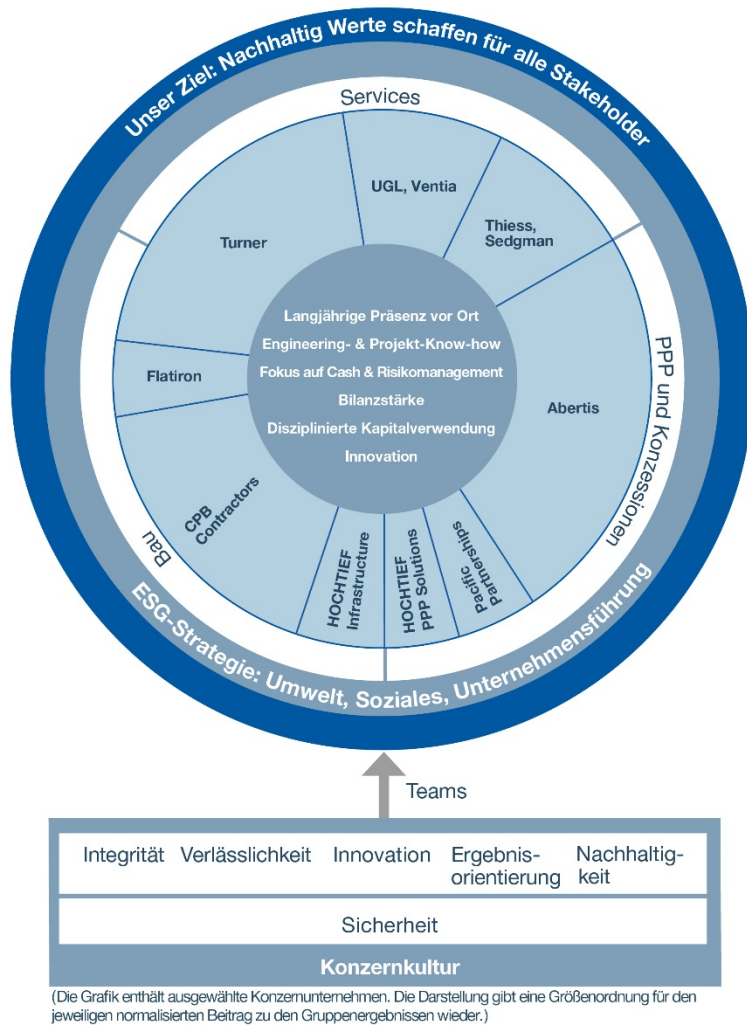 Unser Ziel: Nachhaltig Werte schaffen für alle Stakeholder
Services
UGL, Ventia
Turner
Thiess,
Sedgman
Langjährige Präsenz vor Ort
Engineering- & Projekt-Know-how
Fokus auf Cash & Risikomanagement
Bilanzstärke
Disziplinierte Kapitalverwendung
Innovation
Flatiron
Abertis
PPP und Konzessionen
CPB
Contractors
Bau
HOCHTIEF
Infrastructure
HOCHTIEF
PPP Solutions
Pacific
Partnerships
ESG-Strategie: Umwelt, Soziales, Unternehmensführung
Teams
Integrität Verlässlichkeit Innovation Ergebnis- Nachhaltig-
orientierung keit
Sicherheit
Konzernkultur
(Die Grafik enthält ausgewählte Konzernunternehmen. Die Darstellung gibt eine Größenordnung für den
jeweiligen normalisierten Beitrag zu den Gruppenergebnissen wieder.)